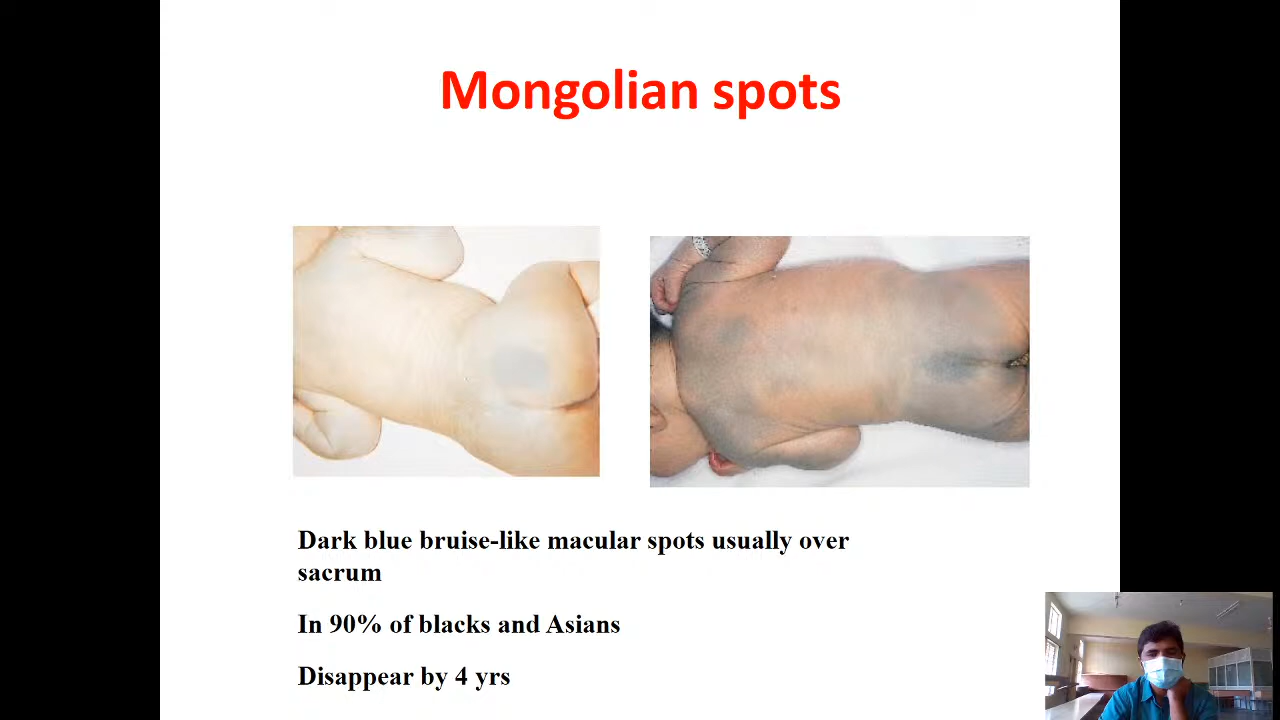 Mongolian spots
Dark blue bruise-like macular spots usually over
sacrum
In 90% of blacks and Asians
Disappear by 4 yrs